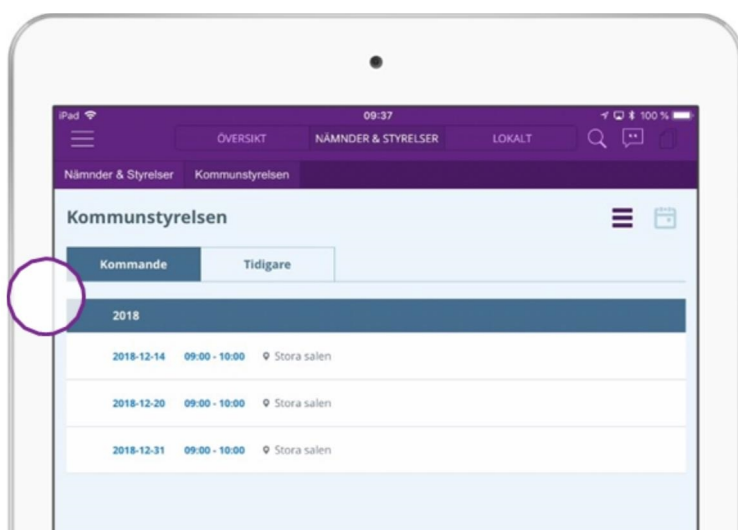 iPad 09:37 100 %
ÖVERSIKT NÄMNDER & STYRELSER LOKALT
Nämnder & Styrelser Kommunstyrelsen
Kommunstyrelsen
Kommande Tidigare
2018
2018-12-14 09:00 - 10:00 Stora salen
2018-12-20 09:00 - 10:00 Stora salen
2018-12-31 09:00 - 10:00 Stora salen